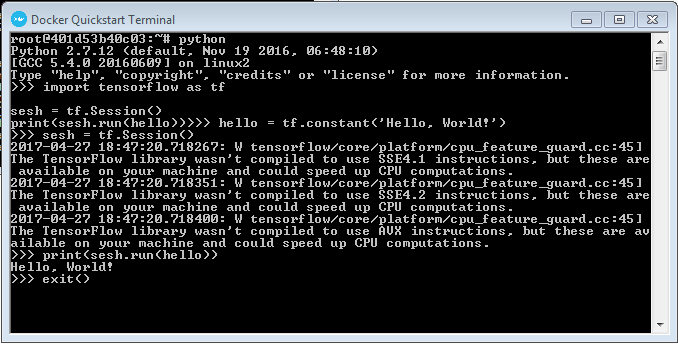 Docker Quickstart Terminal
root@401d53b40c03:~# python
Python 2.7.12 (default, Nov 19 2016, 06:48:10)
[GCC 5.4.0 20160609] on linux2
Type "help", "copyright", "credits" or "license" for more information.
>>> import tensorflow as tf
sesh = tf.Session()
print(sesh.run(hello))>>>> hello = tf.constant('Hello, World!')
>>> sesh = tf.Session()
2017-04-27 18:47:20.718267: W tensorflow/core/platform/cpu_feature_guard.cc:45]
The TensorFlow library wasn't compiled to use SSE4.1 instructions, but these are
 available on your machine and could speed up CPU computations.
2017-04-27 18:47:20.718351: W tensorflow/core/platform/cpu_feature_guard.cc:45]
The TensorFlow library wasn't compiled to use SSE4.2 instructions, but these are
 available on your machine and could speed up CPU computations.
2017-04-27 18:47:20.718400: W tensorflow/core/platform/cpu_feature_guard.cc:45]
The TensorFlow library wasn't compiled to use AVX instructions, but these are av
ailable on your machine and could speed up CPU computations.
>>> print(sesh.run(hello))
Hello, World!
>>> exit()